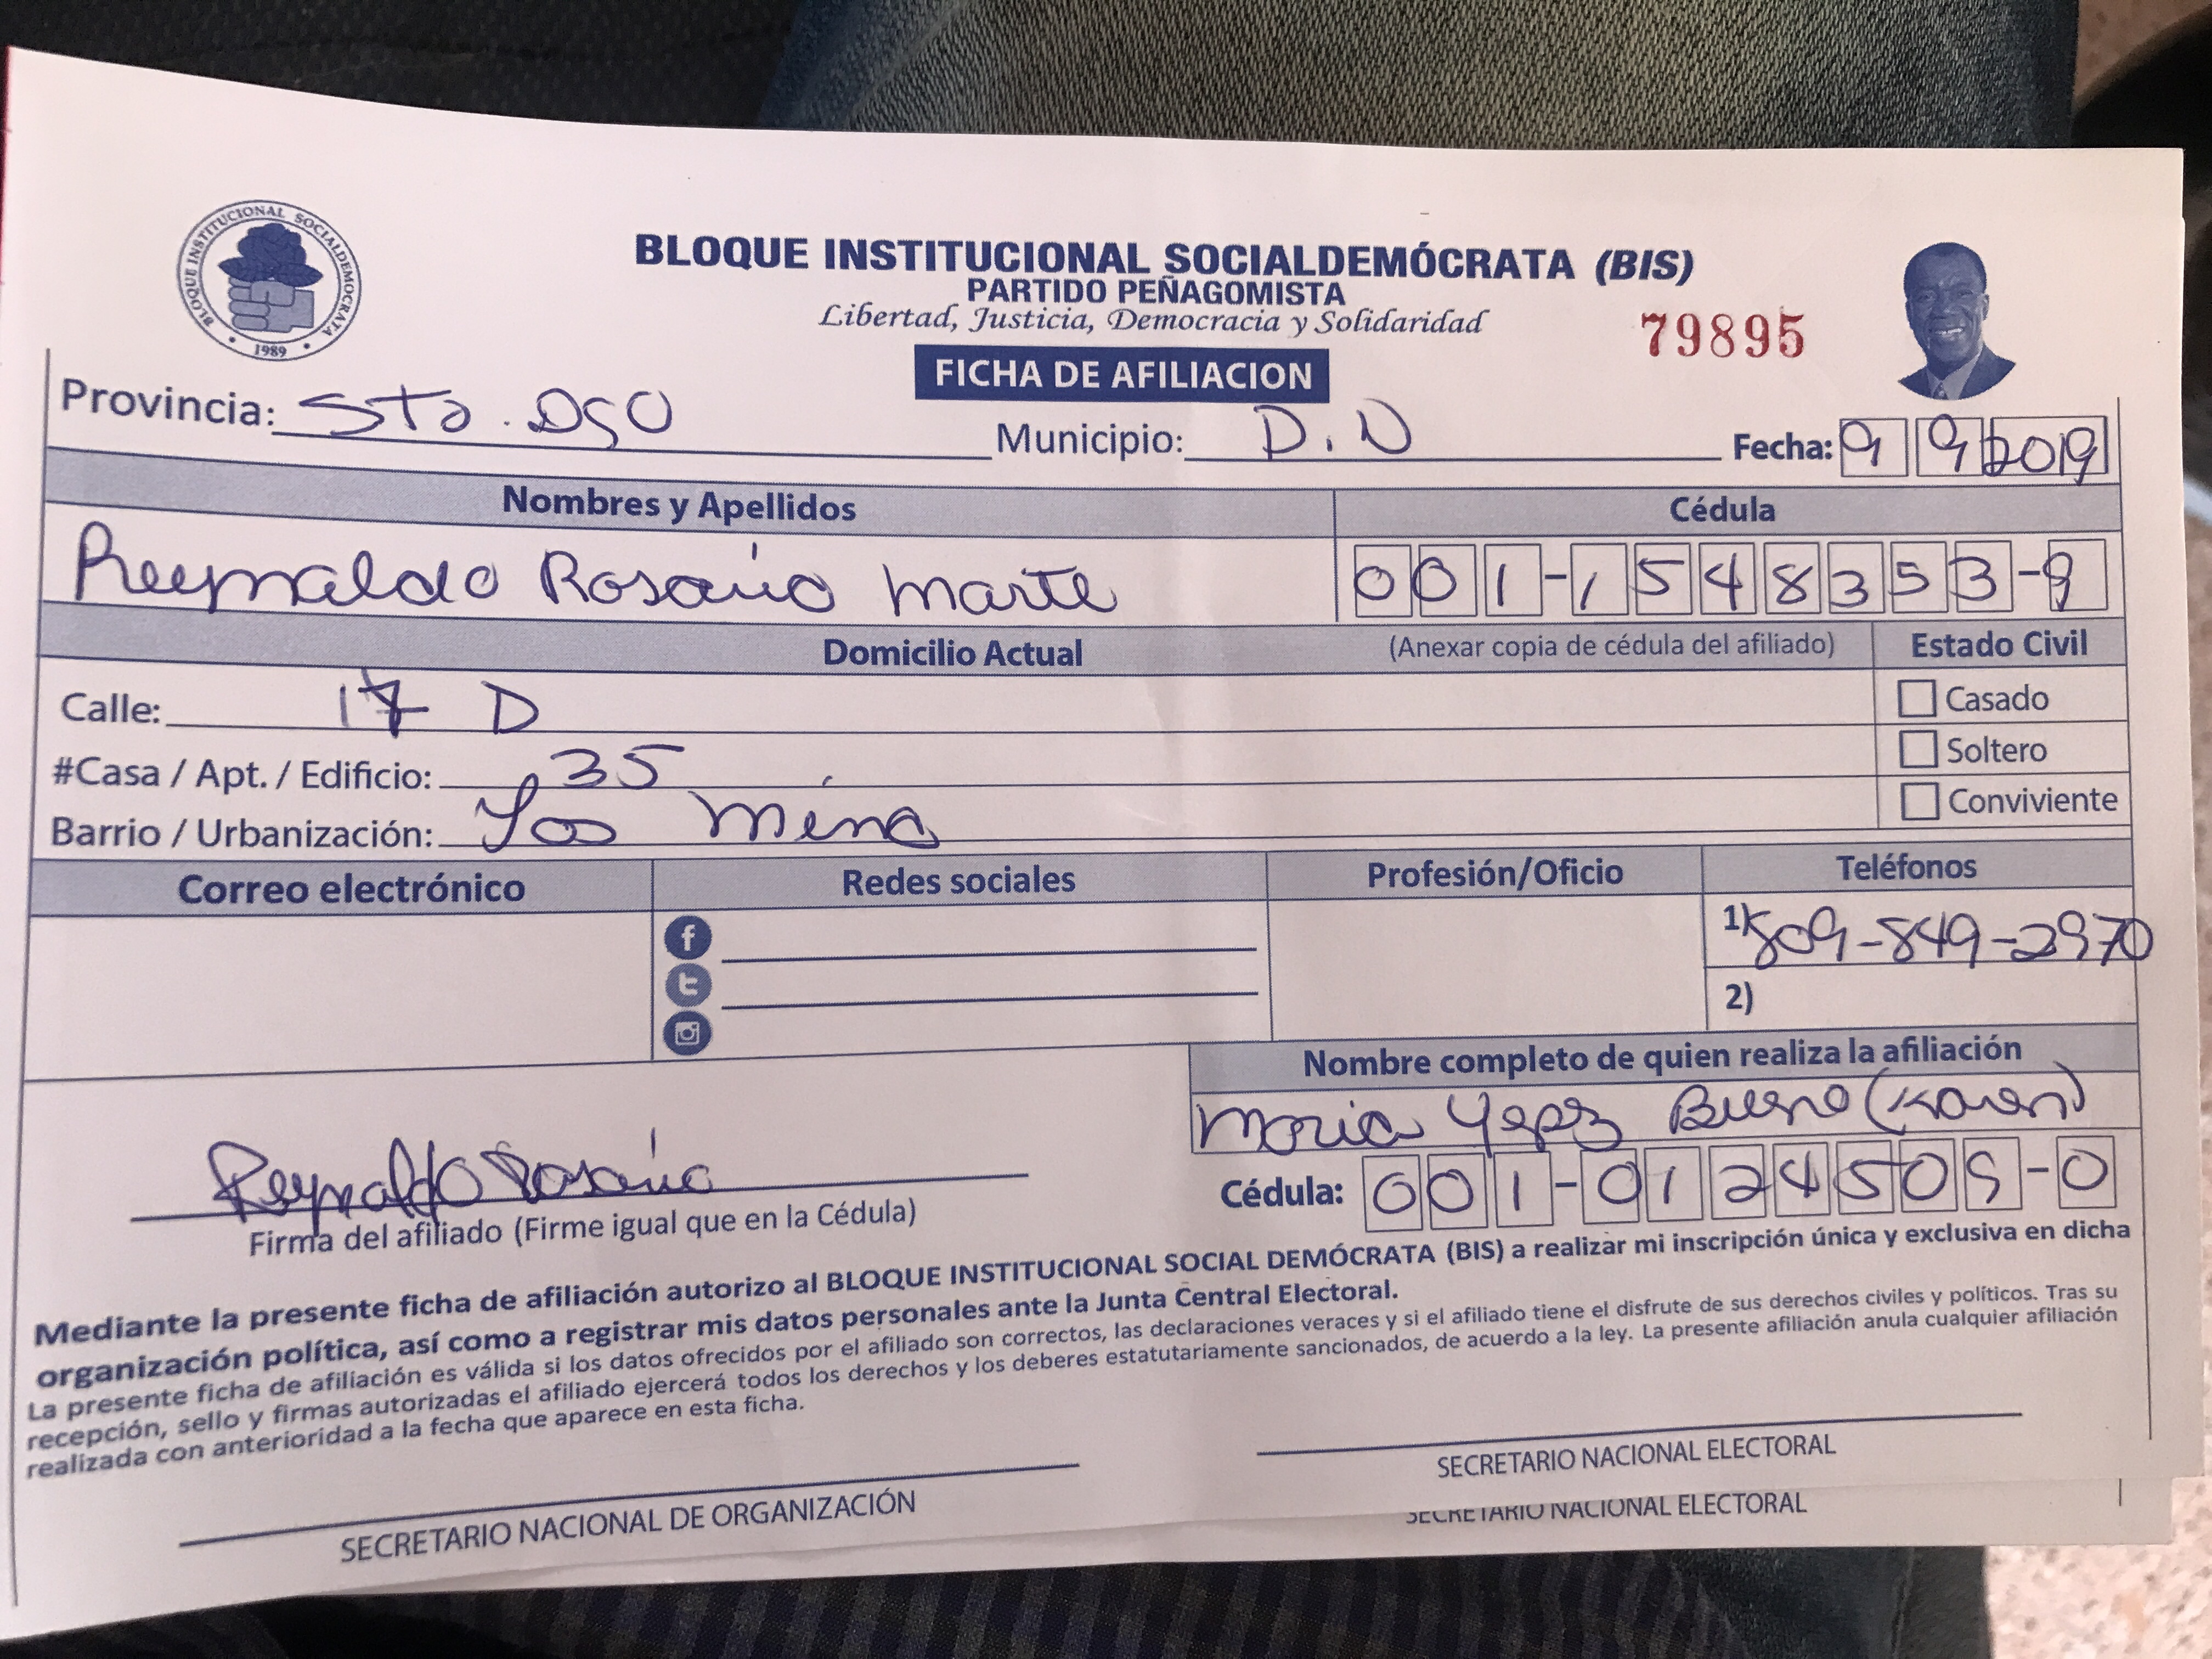 BLOQUE INSTITUCIONAL SOCIALDEMOCRATA
1989
BLOQUE INSTITUCIONAL SOCIALDEMÓCRATA (BIS)
PARTIDO PEÑAGOMISTA
Libertad, Justicia, Democracia y Solidaridad
79895
FICHA DE AFILIACION
Provincia: Sto. Dgo Municipio: D.N Fecha: 9 9 2019
Nombres y Apellidos Cédula
Reynaldo Rosario Marte 001-1548353-9
Domicilio Actual (Anexar copia de cédula del afiliado) Estado Civil
Calle: 17 D Casado
#Casa / Apt. / Edificio: 35 Soltero
Barrio / Urbanización: Los Mina Conviviente
Correo electrónico Redes sociales Profesión/Oficio Teléfonos
1) 809-849-2970
2)
Nombre completo de quien realiza la afiliación
Maria Yepez Bueno (Karen)
Reynaldo Rosario
Cédula: 001-0124509-0
Firma del afiliado (Firme igual que en la Cédula)
Mediante la presente ficha de afiliación autorizo al BLOQUE INSTITUCIONAL SOCIAL DEMÓCRATA (BIS) a realizar mi inscripción única y exclusiva en dicha
organización política, así como a registrar mis datos personales ante la Junta Central Electoral.
La presente ficha de afiliación es válida si los datos ofrecidos por el afiliado son correctos, las declaraciones veraces y si el afiliado tiene el disfrute de sus derechos civiles y políticos. Tras su
recepción, sello y firmas autorizadas el afiliado ejercerá todos los derechos y los deberes estatutariamente sancionados, de acuerdo a la ley. La presente afiliación anula cualquier afiliación
realizada con anterioridad a la fecha que aparece en esta ficha.
SECRETARIO NACIONAL DE ORGANIZACIÓN
SECRETARIO NACIONAL ELECTORAL
SECRETARIO NACIONAL ELECTORAL